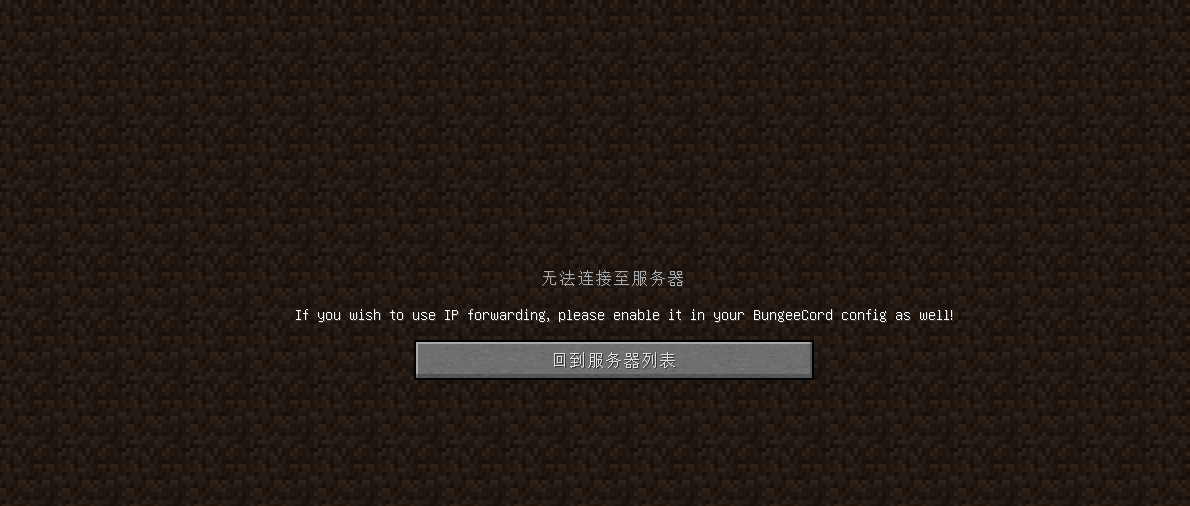 无法连接至服务器
If you wish to use IP forwarding, please enable it in your BungeeCord config as well!
回到服务器列表